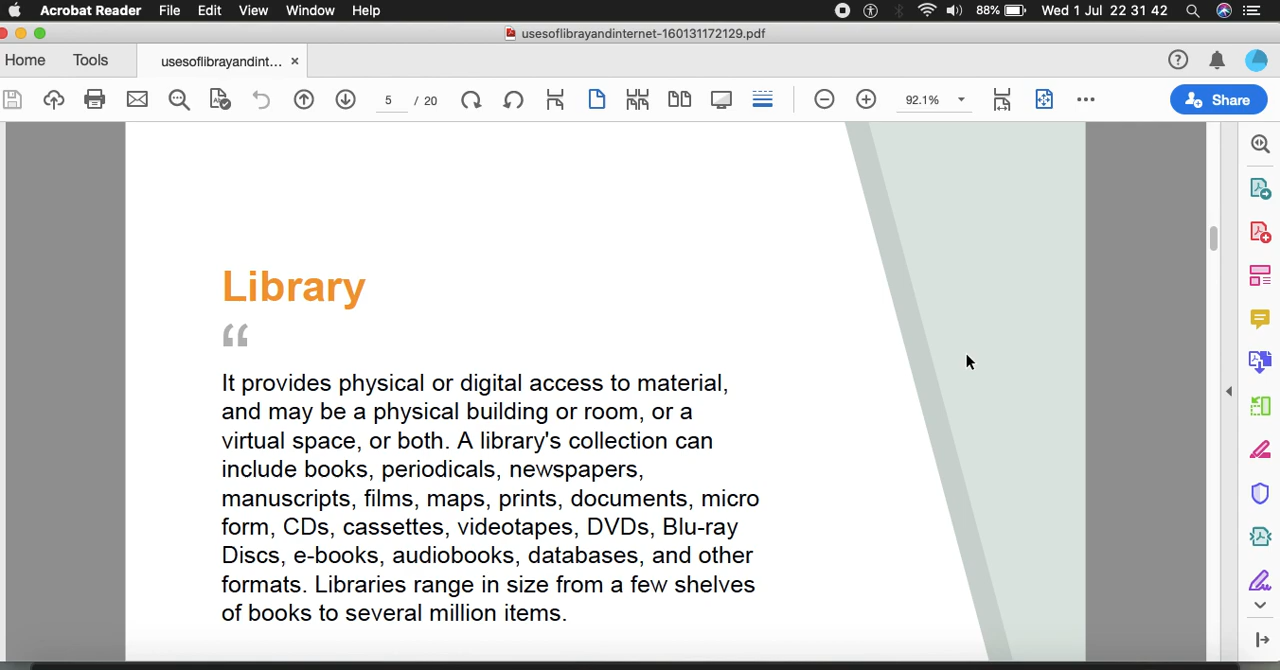 Acrobat Reader File Edit View Window Help 88% Wed 1 Jul 22 31 42
usesoflibrayandinternet-160131172129.pdf
Home Tools usesoflibrayandint... ×
5 / 20 92.1% Share
Library
“
It provides physical or digital access to material,
and may be a physical building or room, or a
virtual space, or both. A library's collection can
include books, periodicals, newspapers,
manuscripts, films, maps, prints, documents, micro
form, CDs, cassettes, videotapes, DVDs, Blu-ray
Discs, e-books, audiobooks, databases, and other
formats. Libraries range in size from a few shelves
of books to several million items.